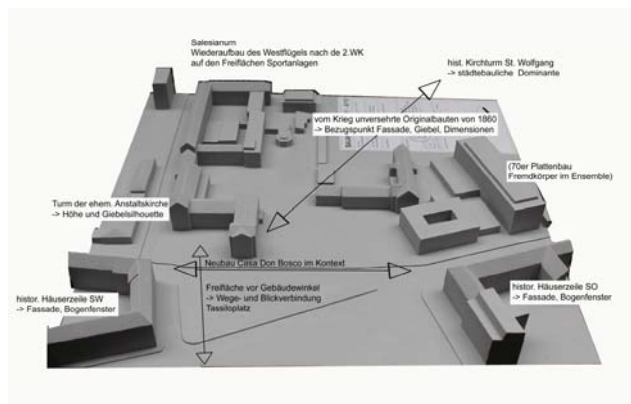 Salesianum
Wiederaufbau des Westflügels nach de 2.WK
auf den Freiflächen Sportanlagen
hist. Kirchturm St. Wolfgang
-> städtebauliche Dominante
vom Krieg unversehrte Originalbauten von 1860
-> Bezugspunkt Fassade, Giebel, Dimensionen
(70er Plattenbau
Fremdkörper im Ensemble)
Turm der ehem. Anstaltskirche
-> Höhe und Giebelsilhouette
Neubau Casa Don Bosco im Kontext
histor. Häuserzeile SW
-> Fassade, Bogenfenster
Freifläche vor Gebäudewinkel
-> Wege- und Blickverbindung
Tassiloplatz
histor. Häuserzeile SO
-> Fassade, Bogenfenster